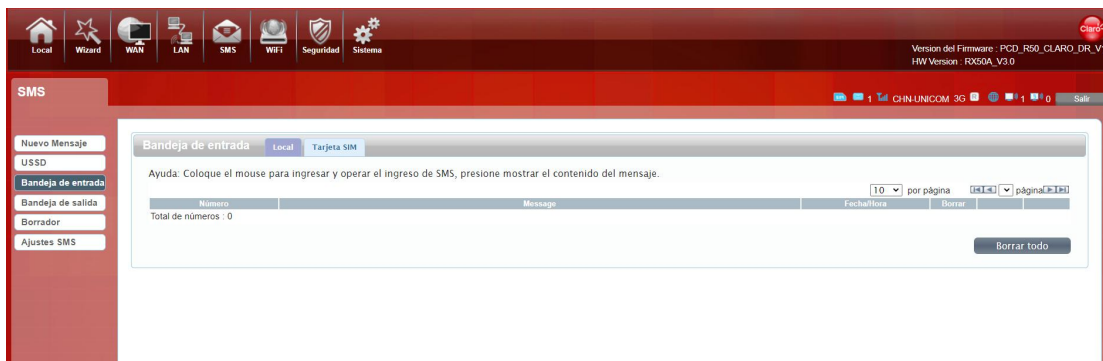 Local Wizard WAN LAN SMS WiFi Seguridad Sistema
Claro
Version del Firmware : PCD_R50_CLARO_DR_V
HW Version : RX50A_V3.0
SMS
1 CHN-UNICOM 3G R 1 0 Salir
Nuevo Mensaje
USSD
Bandeja de entrada
Bandeja de salida
Borrador
Ajustes SMS
Bandeja de entrada Local Tarjeta SIM
Ayuda: Coloque el mouse para ingresar y operar el ingreso de SMS, presione mostrar el contenido del mensaje.
10 por página página
Número Message Fecha/Hora Borrar
Total de números : 0
Borrar todo